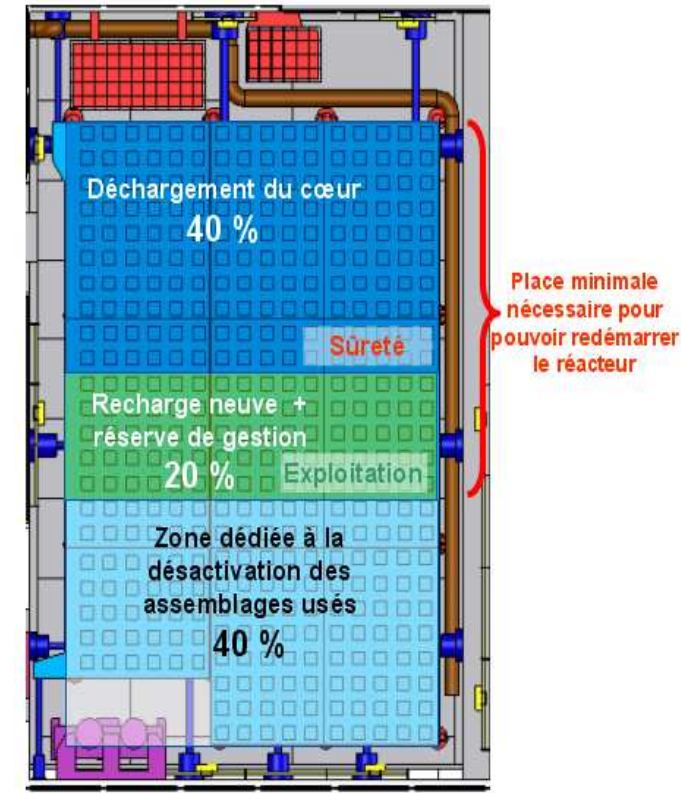 Déchargement du cœur
40 %
Sûreté
Place minimale
nécessaire pour
pouvoir redémarrer
le réacteur
Recharge neuve +
réserve de gestion
20 %
Exploitation
Zone dédiée à la
désactivation des
assemblages usés
40 %